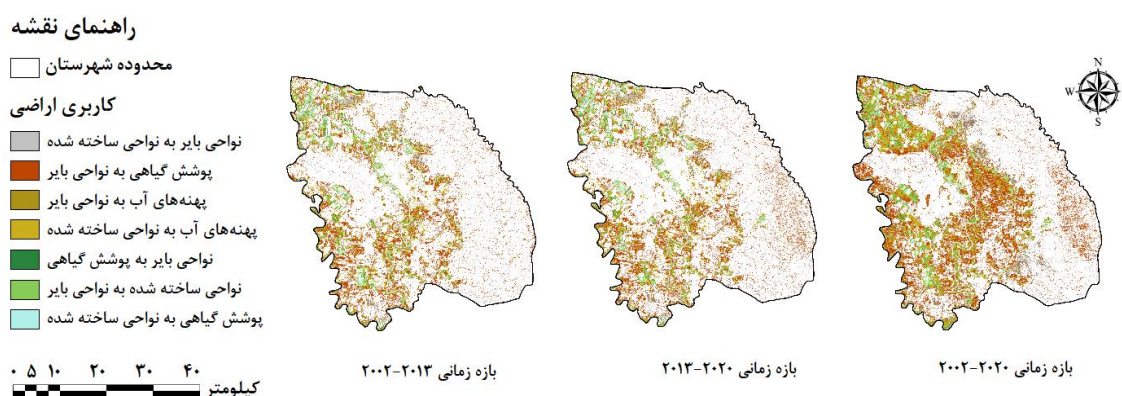 راهنمای نقشه
محدوده شهرستان
کاربری اراضی
نواحی بایر به نواحی ساخته شده
پوشش گیاهی به نواحی بایر
پهنه‌های آب به نواحی بایر
پهنه‌های آب به نواحی ساخته شده
نواحی بایر به پوشش گیاهی
نواحی ساخته شده به نواحی بایر
پوشش گیاهی به نواحی ساخته شده
۰ ۵ ۱۰ ۲۰ ۳۰ ۴۰
کیلومتر
بازه زمانی ۲۰۱۳-۲۰۰۲
بازه زمانی ۲۰۲۰-۲۰۱۳
بازه زمانی ۲۰۲۰-۲۰۰۲
N
W E
S